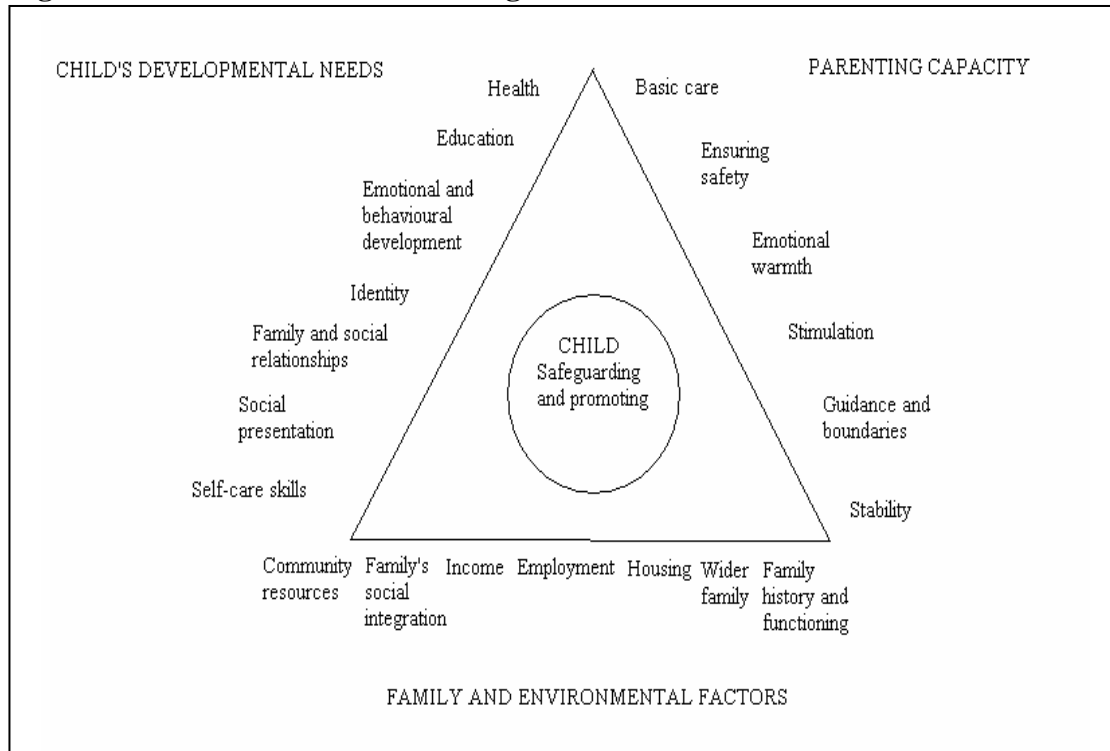 CHILD'S DEVELOPMENTAL NEEDS
Health
Education
Emotional and
behavioural
development
Identity
Family and social
relationships
Social
presentation
Self-care skills
PARENTING CAPACITY
Basic care
Ensuring
safety
Emotional
warmth
Stimulation
Guidance and
boundaries
Stability
CHILD
Safeguarding
and promoting
Community
resources
Family's
social
integration
Income
Employment
Housing
Wider
family
Family
history and
functioning
FAMILY AND ENVIRONMENTAL FACTORS